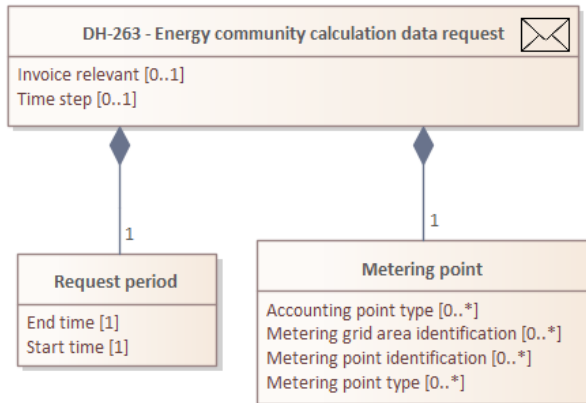 DH-263 - Energy community calculation data request
Invoice relevant [0..1]
Time step [0..1]
1
1
Request period
End time [1]
Start time [1]
Metering point
Accounting point type [0..*]
Metering grid area identification [0..*]
Metering point identification [0..*]
Metering point type [0..*]